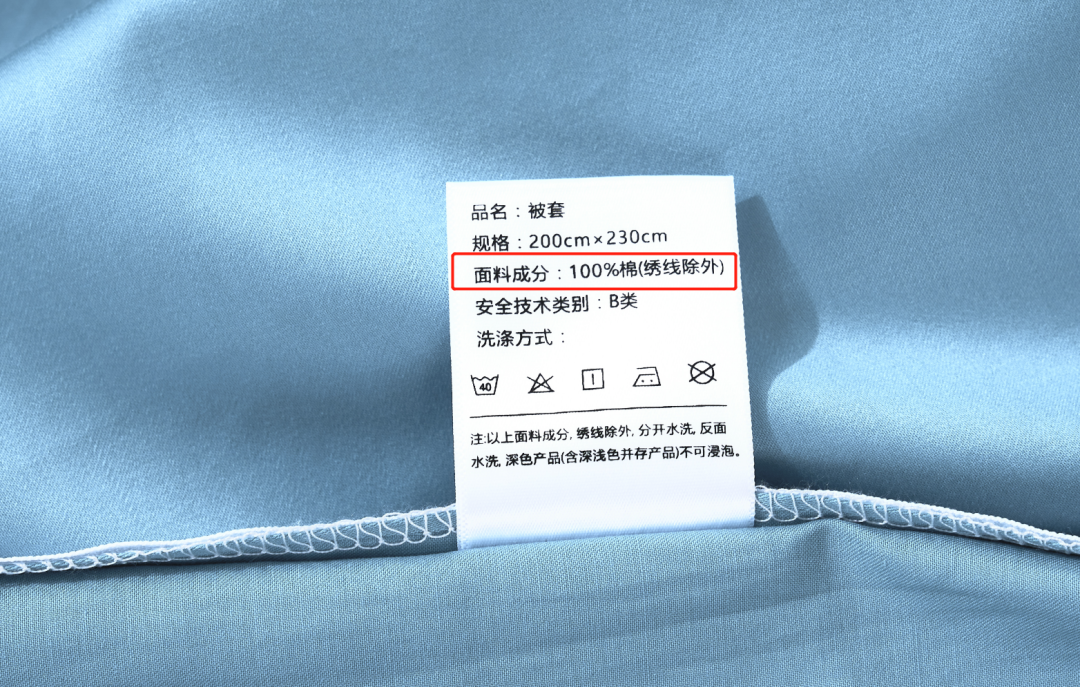 品名：被套
规格：200cm×230cm
面料成分：100%棉(绣线除外)
安全技术类别：B类
洗涤方式：
40
注:以上面料成分, 绣线除外, 分开水洗, 反面
水洗, 深色产品(含深浅色并存产品)不可浸泡。